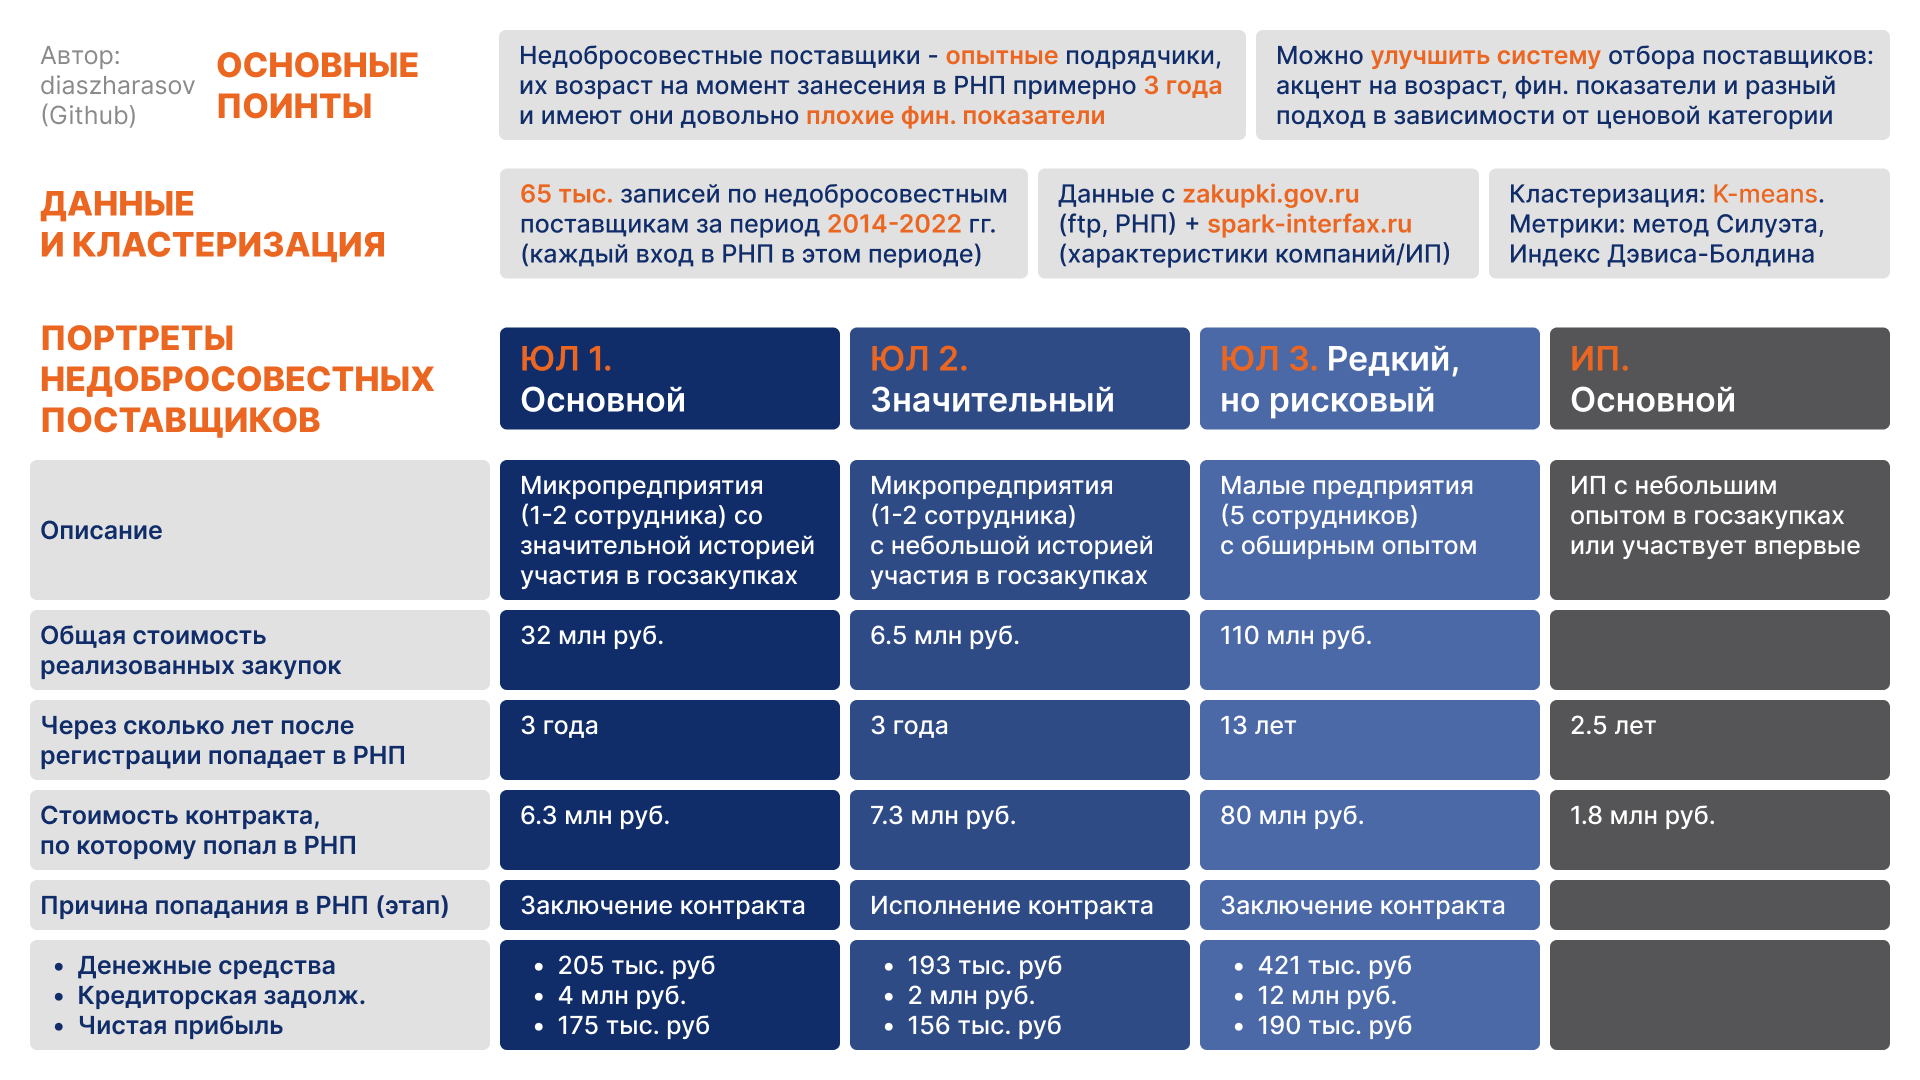 Автор:
diaszharasov
(Github)
ОСНОВНЫЕ
ПОИНТЫ
Недобросовестные поставщики - опытные подрядчики,
их возраст на момент занесения в РНП примерно 3 года
и имеют они довольно плохие фин. показатели
Можно улучшить систему отбора поставщиков:
акцент на возраст, фин. показатели и разный
подход в зависимости от ценовой категории
ДАННЫЕ
И КЛАСТЕРИЗАЦИЯ
65 тыс. записей по недобросовестным
поставщикам за период 2014-2022 гг.
(каждый вход в РНП в этом периоде)
Данные с zakupki.gov.ru
(ftp, РНП) + spark-interfax.ru
(характеристики компаний/ИП)
Кластеризация: K-means.
Метрики: метод Силуэта,
Индекс Дэвиса-Болдина
ПОРТРЕТЫ
НЕДОБРОСОВЕСТНЫХ
ПОСТАВЩИКОВ
ЮЛ 1.
Основной
ЮЛ 2.
Значительный
ЮЛ 3. Редкий,
но рисковый
ИП.
Основной
Описание
Микропредприятия
(1-2 сотрудника) со
значительной историей
участия в госзакупках
Микропредприятия
(1-2 сотрудника)
с небольшой историей
участия в госзакупках
Малые предприятия
(5 сотрудников)
с обширным опытом
ИП с небольшим
опытом в госзакупках
или участвует впервые
Общая стоимость
реализованных закупок
32 млн руб.
6.5 млн руб.
110 млн руб.
Через сколько лет после
регистрации попадает в РНП
3 года
3 года
13 лет
2.5 лет
Стоимость контракта,
по которому попал в РНП
6.3 млн руб.
7.3 млн руб.
80 млн руб.
1.8 млн руб.
Причина попадания в РНП (этап)
Заключение контракта
Исполнение контракта
Заключение контракта
• Денежные средства
• Кредиторская задолж.
• Чистая прибыль
• 205 тыс. руб
• 4 млн руб.
• 175 тыс. руб
• 193 тыс. руб
• 2 млн руб.
• 156 тыс. руб
• 421 тыс. руб
• 12 млн руб.
• 190 тыс. руб